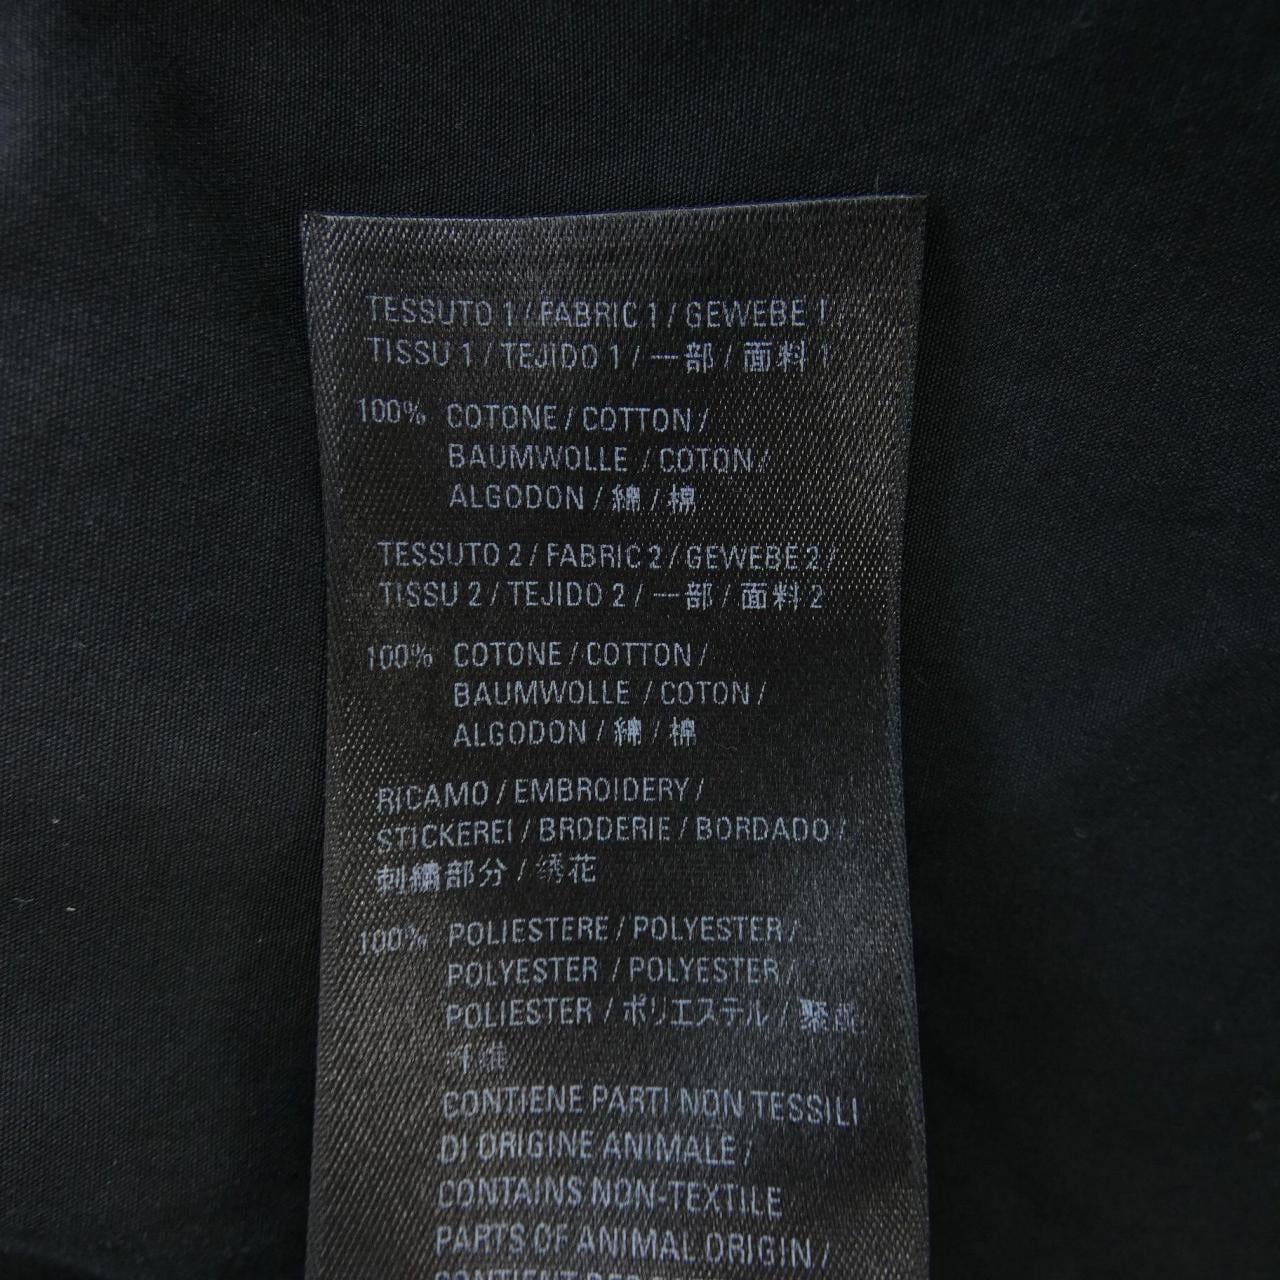 TESSUTO 1 / FABRIC 1 / GEWEBE 1 /
TISSU 1 / TEJIDO 1 / 一部 / 面料 1
100% COTONE / COTTON /
BAUMWOLLE / COTON /
ALGODON / 綿 / 棉
TESSUTO 2 / FABRIC 2 / GEWEBE 2 /
TISSU 2 / TEJIDO 2 / 一部 / 面料 2
100% COTONE / COTTON /
BAUMWOLLE / COTON /
ALGODON / 綿 / 棉
RICAMO / EMBROIDERY /
STICKEREI / BRODERIE / BORDADO /
刺繍部分 / 绣花
100% POLIESTERE / POLYESTER /
POLYESTER / POLYESTER /
POLIESTER / ポリエステル / 聚酯
纤维
CONTIENE PARTI NON TESSILI
DI ORIGINE ANIMALE /
CONTAINS NON-TEXTILE
PARTS OF ANIMAL ORIGIN /
CONTIENT DES